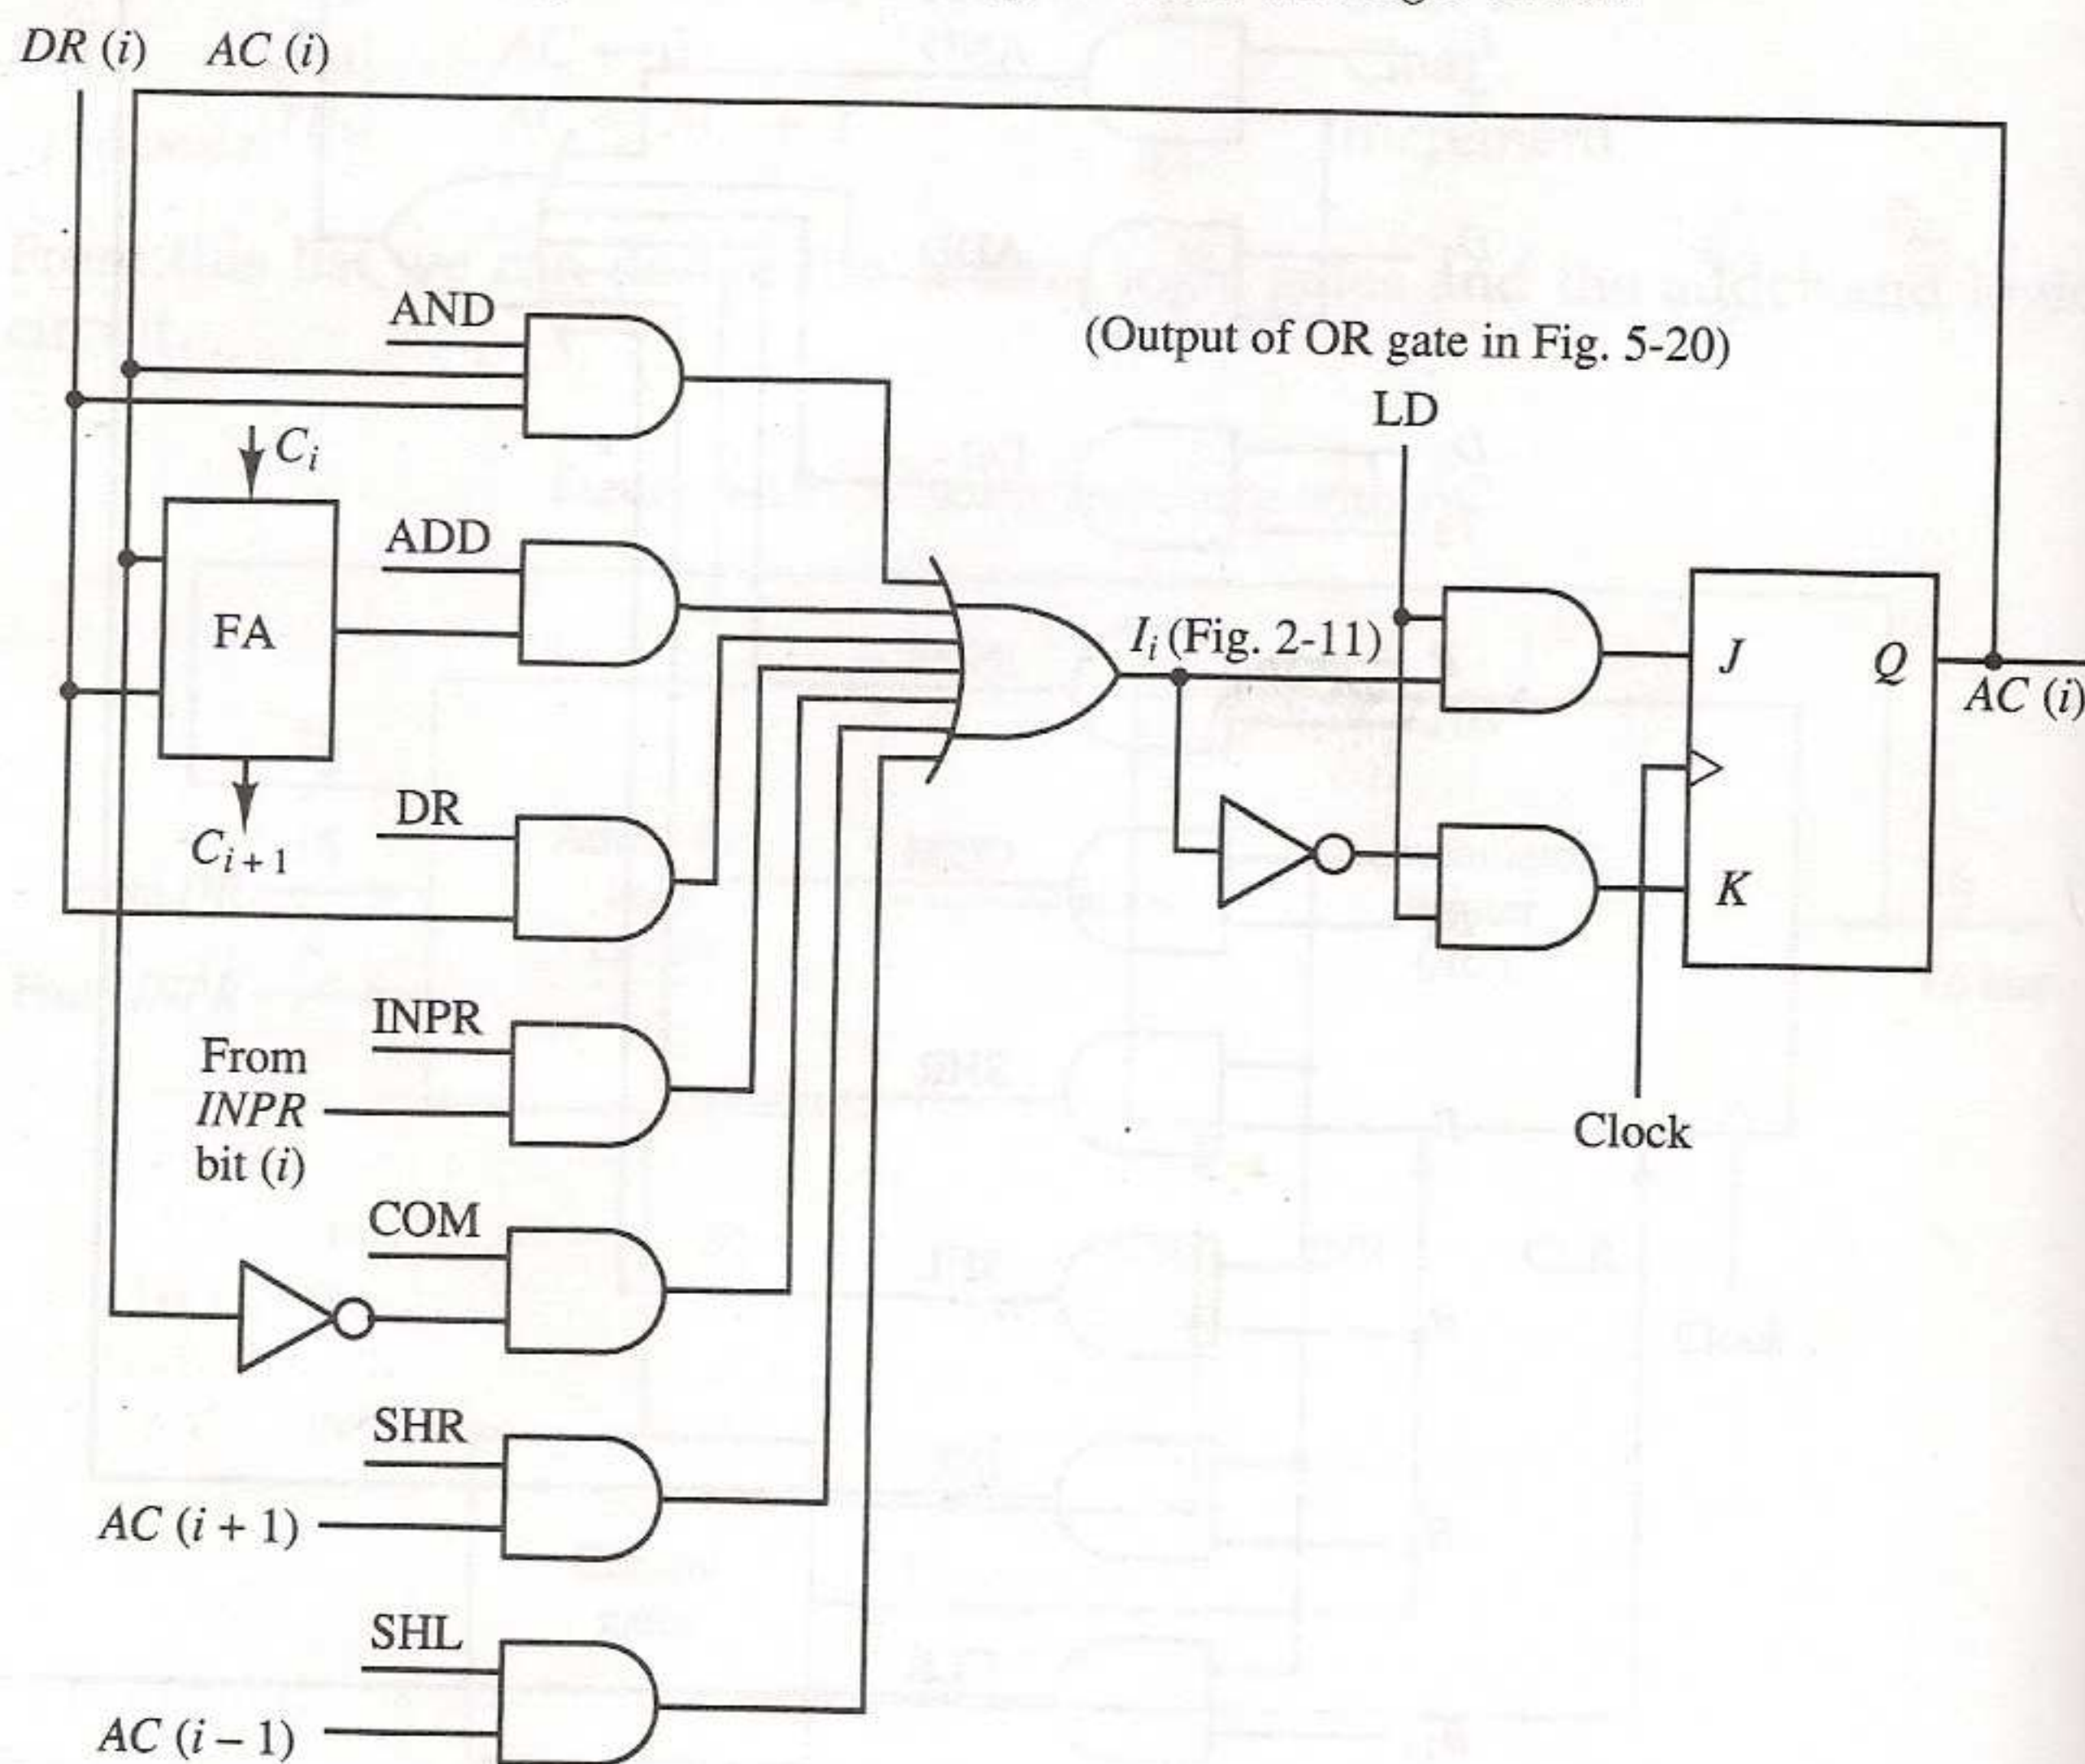 DR (i) AC (i)
AND
(Output of OR gate in Fig. 5-20)
LD
C_i
ADD
FA
I_i (Fig. 2-11)
J Q
AC (i)
DR
C_{i+1}
K
INPR
From
INPR
bit (i)
Clock
COM
SHR
AC (i + 1)
SHL
AC (i – 1)